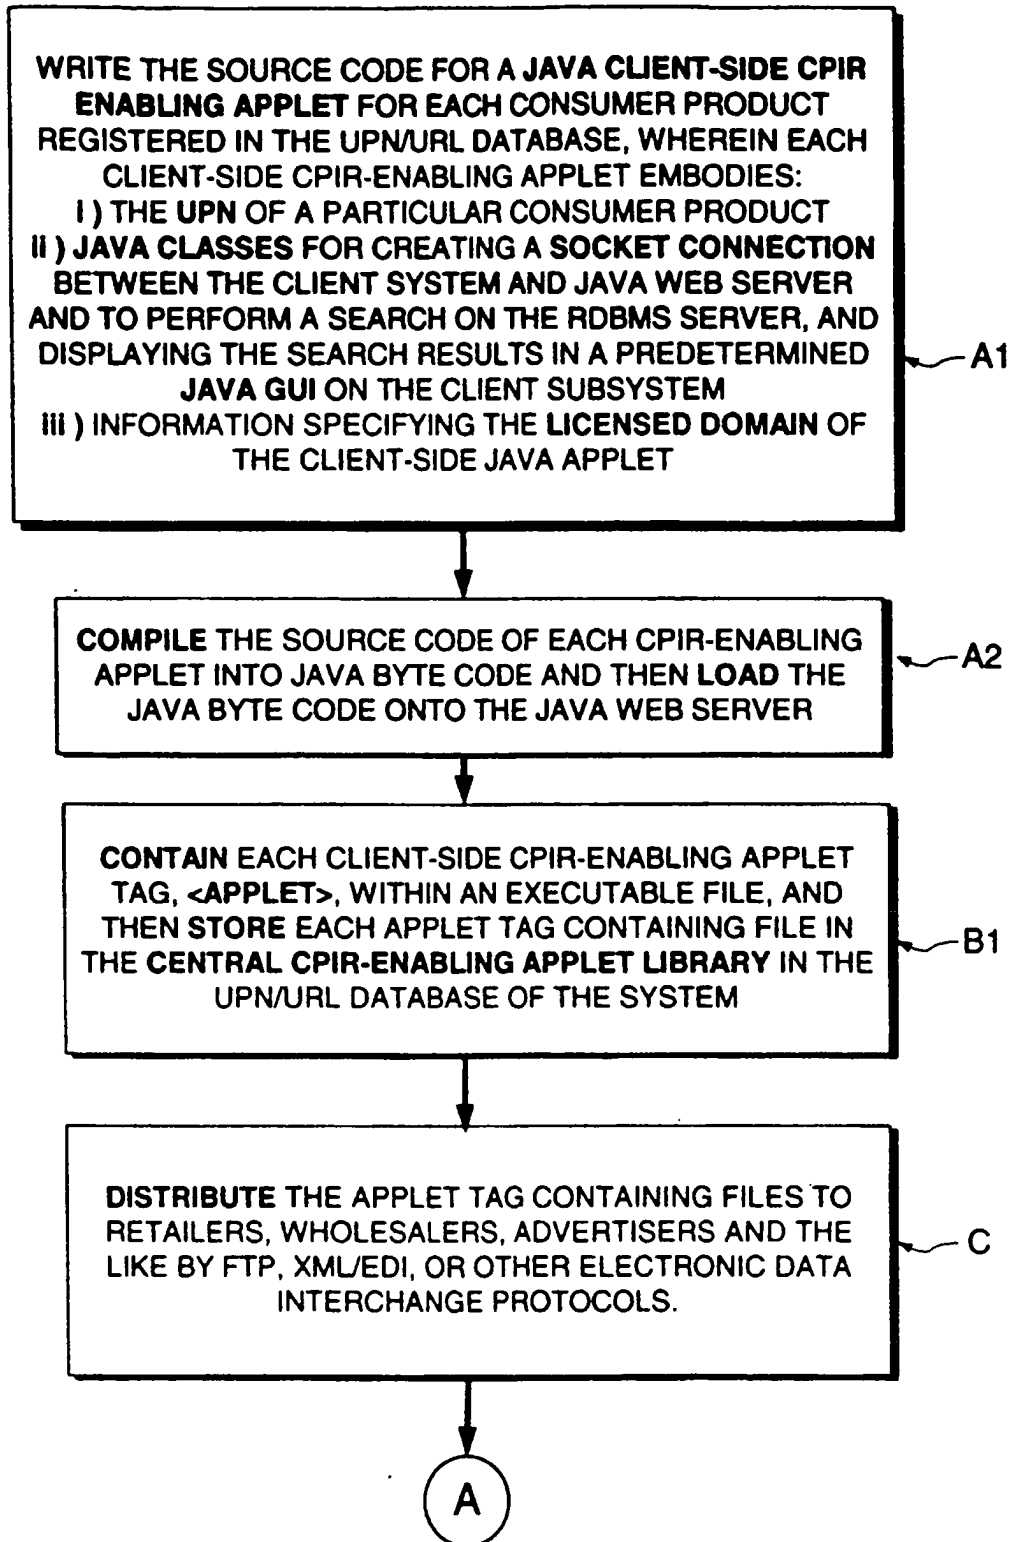 WRITE THE SOURCE CODE FOR A JAVA CLIENT-SIDE CPIR
ENABLING APPLET FOR EACH CONSUMER PRODUCT
REGISTERED IN THE UPN/URL DATABASE, WHEREIN EACH
CLIENT-SIDE CPIR-ENABLING APPLET EMBODIES:
i ) THE UPN OF A PARTICULAR CONSUMER PRODUCT
ii ) JAVA CLASSES FOR CREATING A SOCKET CONNECTION
BETWEEN THE CLIENT SYSTEM AND JAVA WEB SERVER
AND TO PERFORM A SEARCH ON THE RDBMS SERVER, AND
DISPLAYING THE SEARCH RESULTS IN A PREDETERMINED
JAVA GUI ON THE CLIENT SUBSYSTEM
iii ) INFORMATION SPECIFYING THE LICENSED DOMAIN OF
THE CLIENT-SIDE JAVA APPLET
A1
COMPILE THE SOURCE CODE OF EACH CPIR-ENABLING
APPLET INTO JAVA BYTE CODE AND THEN LOAD THE
JAVA BYTE CODE ONTO THE JAVA WEB SERVER
A2
CONTAIN EACH CLIENT-SIDE CPIR-ENABLING APPLET
TAG, <APPLET>, WITHIN AN EXECUTABLE FILE, AND
THEN STORE EACH APPLET TAG CONTAINING FILE IN
THE CENTRAL CPIR-ENABLING APPLET LIBRARY IN THE
UPN/URL DATABASE OF THE SYSTEM
B1
DISTRIBUTE THE APPLET TAG CONTAINING FILES TO
RETAILERS, WHOLESALERS, ADVERTISERS AND THE
LIKE BY FTP, XML/EDI, OR OTHER ELECTRONIC DATA
INTERCHANGE PROTOCOLS.
C
A